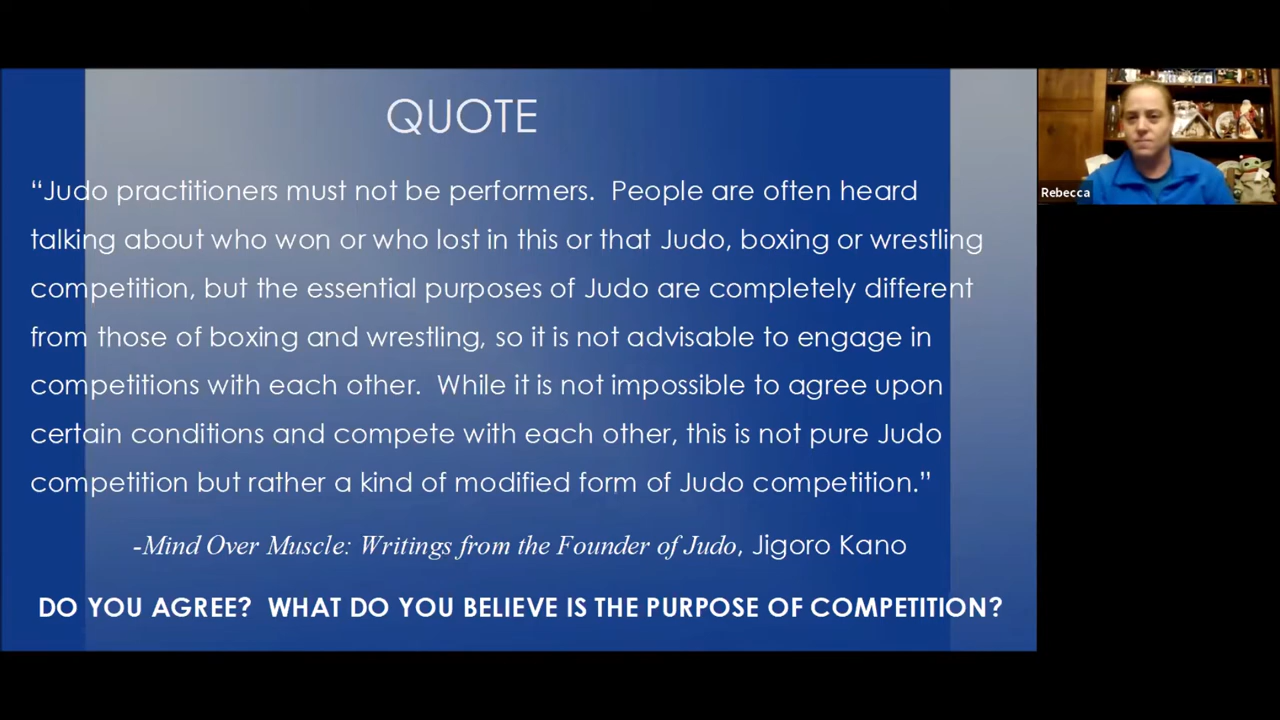 QUOTE
“Judo practitioners must not be performers. People are often heard
talking about who won or who lost in this or that Judo, boxing or wrestling
competition, but the essential purposes of Judo are completely different
from those of boxing and wrestling, so it is not advisable to engage in
competitions with each other. While it is not impossible to agree upon
certain conditions and compete with each other, this is not pure Judo
competition but rather a kind of modified form of Judo competition.”
-Mind Over Muscle: Writings from the Founder of Judo, Jigoro Kano
DO YOU AGREE? WHAT DO YOU BELIEVE IS THE PURPOSE OF COMPETITION?
Rebecca